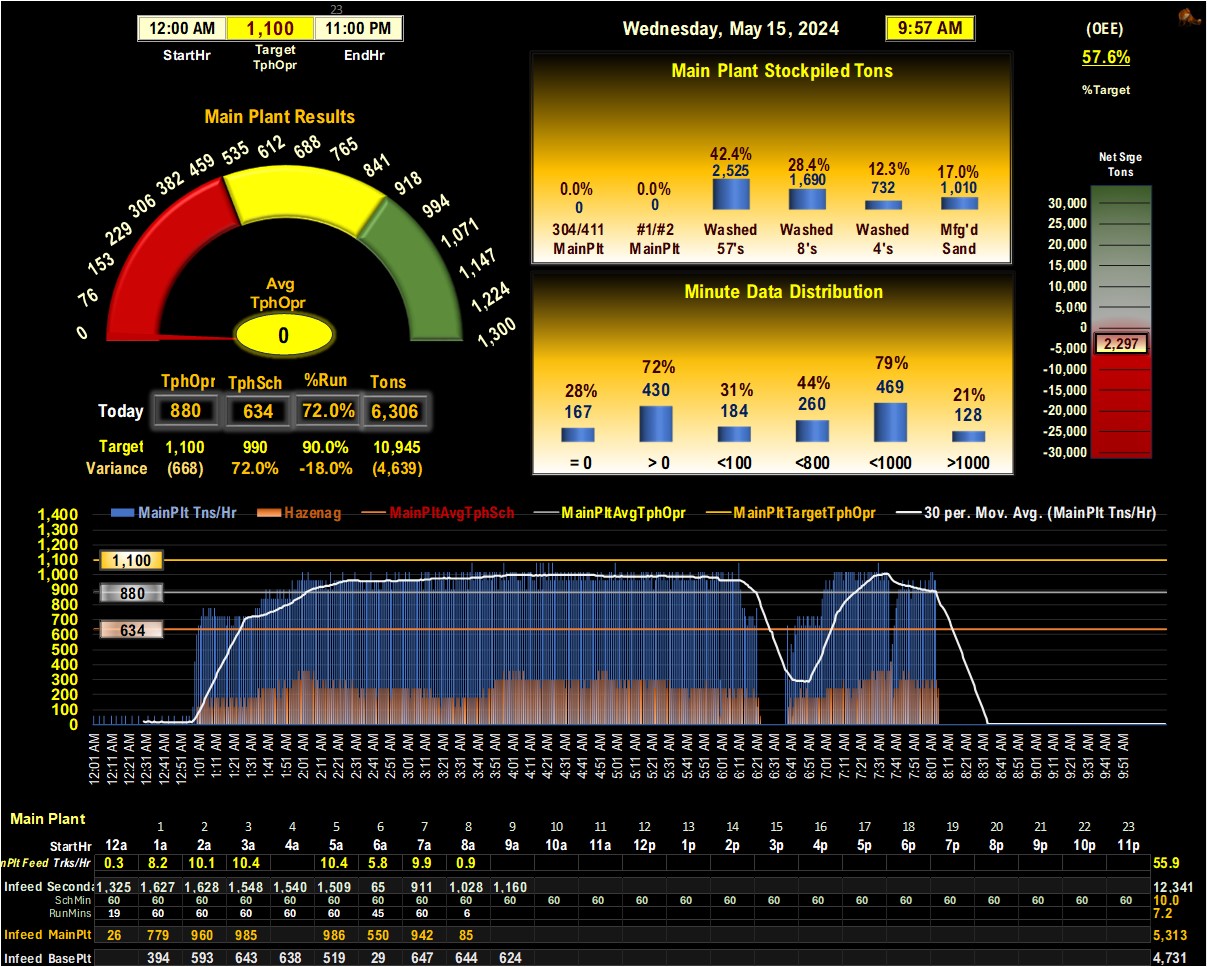 23
12:00 AM 1,100 11:00 PM
StartHr Target TphOpr EndHr
Wednesday, May 15, 2024 9:57 AM
(OEE)
57.6%
%Target
Main Plant Results
0 76 153 229 306 382 459 535 612 688 765 841 918 994 1,071 1,147 1,224 1,300
Avg
TphOpr
0
TphOpr TphSch %Run Tons
Today 880 634 72.0% 6,306
Target 1,100 990 90.0% 10,945
Variance (668) 72.0% -18.0% (4,639)
Main Plant Stockpiled Tons
0.0% 0.0% 42.4% 28.4% 12.3% 17.0%
0 0 2,525 1,690 732 1,010
304/411 #1/#2 Washed Washed Washed Mfg'd
MainPlt MainPlt 57's 8's 4's Sand
Minute Data Distribution
28% 72% 31% 44% 79% 21%
167 430 184 260 469 128
= 0 > 0 <100 <800 <1000 >1000
Net Srge
Tons
30,000
25,000
20,000
15,000
10,000
5,000
0
-5,000
2,297
-10,000
-15,000
-20,000
-25,000
-30,000
MainPlt Tns/Hr Hazenag MainPltAvgTphSch MainPltAvgTphOpr MainPltTargetTphOpr 30 per. Mov. Avg. (MainPlt Tns/Hr)
1,400
1,300
1,200
1,100
1,000
900
800
700
600
500
400
300
200
100
0
1,100
880
634
12:01 AM 12:11 AM 12:21 AM 12:31 AM 12:41 AM 12:51 AM 1:01 AM 1:11 AM 1:21 AM 1:31 AM 1:41 AM 1:51 AM 2:01 AM 2:11 AM 2:21 AM 2:31 AM 2:41 AM 2:51 AM 3:01 AM 3:11 AM 3:21 AM 3:31 AM 3:41 AM 3:51 AM 4:01 AM 4:11 AM 4:21 AM 4:31 AM 4:41 AM 4:51 AM 5:01 AM 5:11 AM 5:21 AM 5:31 AM 5:41 AM 5:51 AM 6:01 AM 6:11 AM 6:21 AM 6:31 AM 6:41 AM 6:51 AM 7:01 AM 7:11 AM 7:21 AM 7:31 AM 7:41 AM 7:51 AM 8:01 AM 8:11 AM 8:21 AM 8:31 AM 8:41 AM 8:51 AM 9:01 AM 9:11 AM 9:21 AM 9:31 AM 9:41 AM 9:51 AM
Main Plant
1 2 3 4 5 6 7 8 9 10 11 12 13 14 15 16 17 18 19 20 21 22 23
StartHr 12a 1a 2a 3a 4a 5a 6a 7a 8a 9a 10a 11a 12p 1p 2p 3p 4p 5p 6p 7p 8p 9p 10p 11p
nPlt Feed Trks/Hr 0.3 8.2 10.1 10.4 10.4 5.8 9.9 0.9 55.9
Infeed Seconda 1,325 1,627 1,628 1,548 1,540 1,509 65 911 1,028 1,160 12,341
SchMin 60 60 60 60 60 60 60 60 60 60 60 60 60 60 60 60 60 60 60 60 60 60 60 60 10.0
RunMins 19 60 60 60 60 60 45 60 6 7.2
Infeed MainPlt 26 779 960 985 986 550 942 85 5,313
Infeed BasePlt 394 593 643 638 519 29 647 644 624 4,731